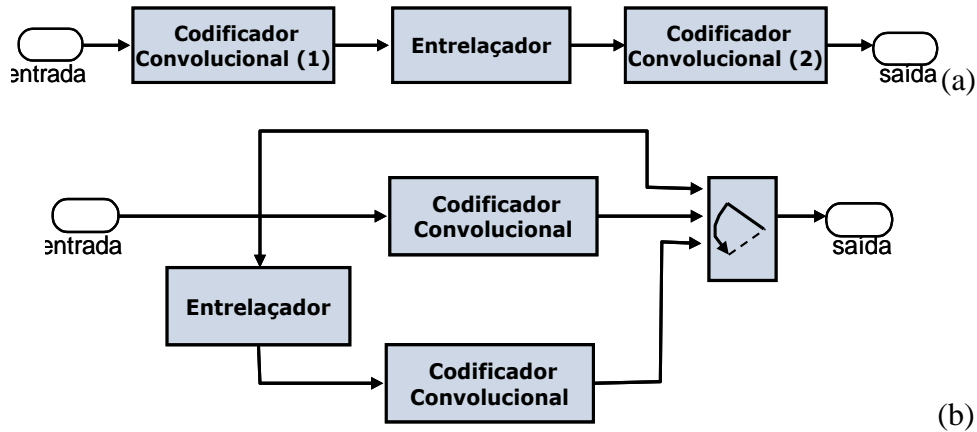 Codificador
Convolucional (1)
Entrelaçador
Codificador
Convolucional (2)
entrada
saída
(a)
Codificador
Convolucional
entrada
saída
Entrelaçador
Codificador
Convolucional
(b)